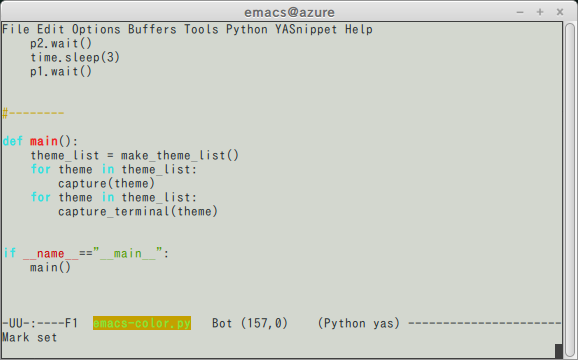 emacs@azure
File Edit Options Buffers Tools Python YASnippet Help
    p2.wait()
    time.sleep(3)
    p1.wait()
#--------
def main():
    theme_list = make_theme_list()
    for theme in theme_list:
        capture(theme)
    for theme in theme_list:
        capture_terminal(theme)
if __name__=="__main__":
    main()
-UU-:----F1  emacs-color.py   Bot (157,0)    (Python yas) ----------------------
Mark set